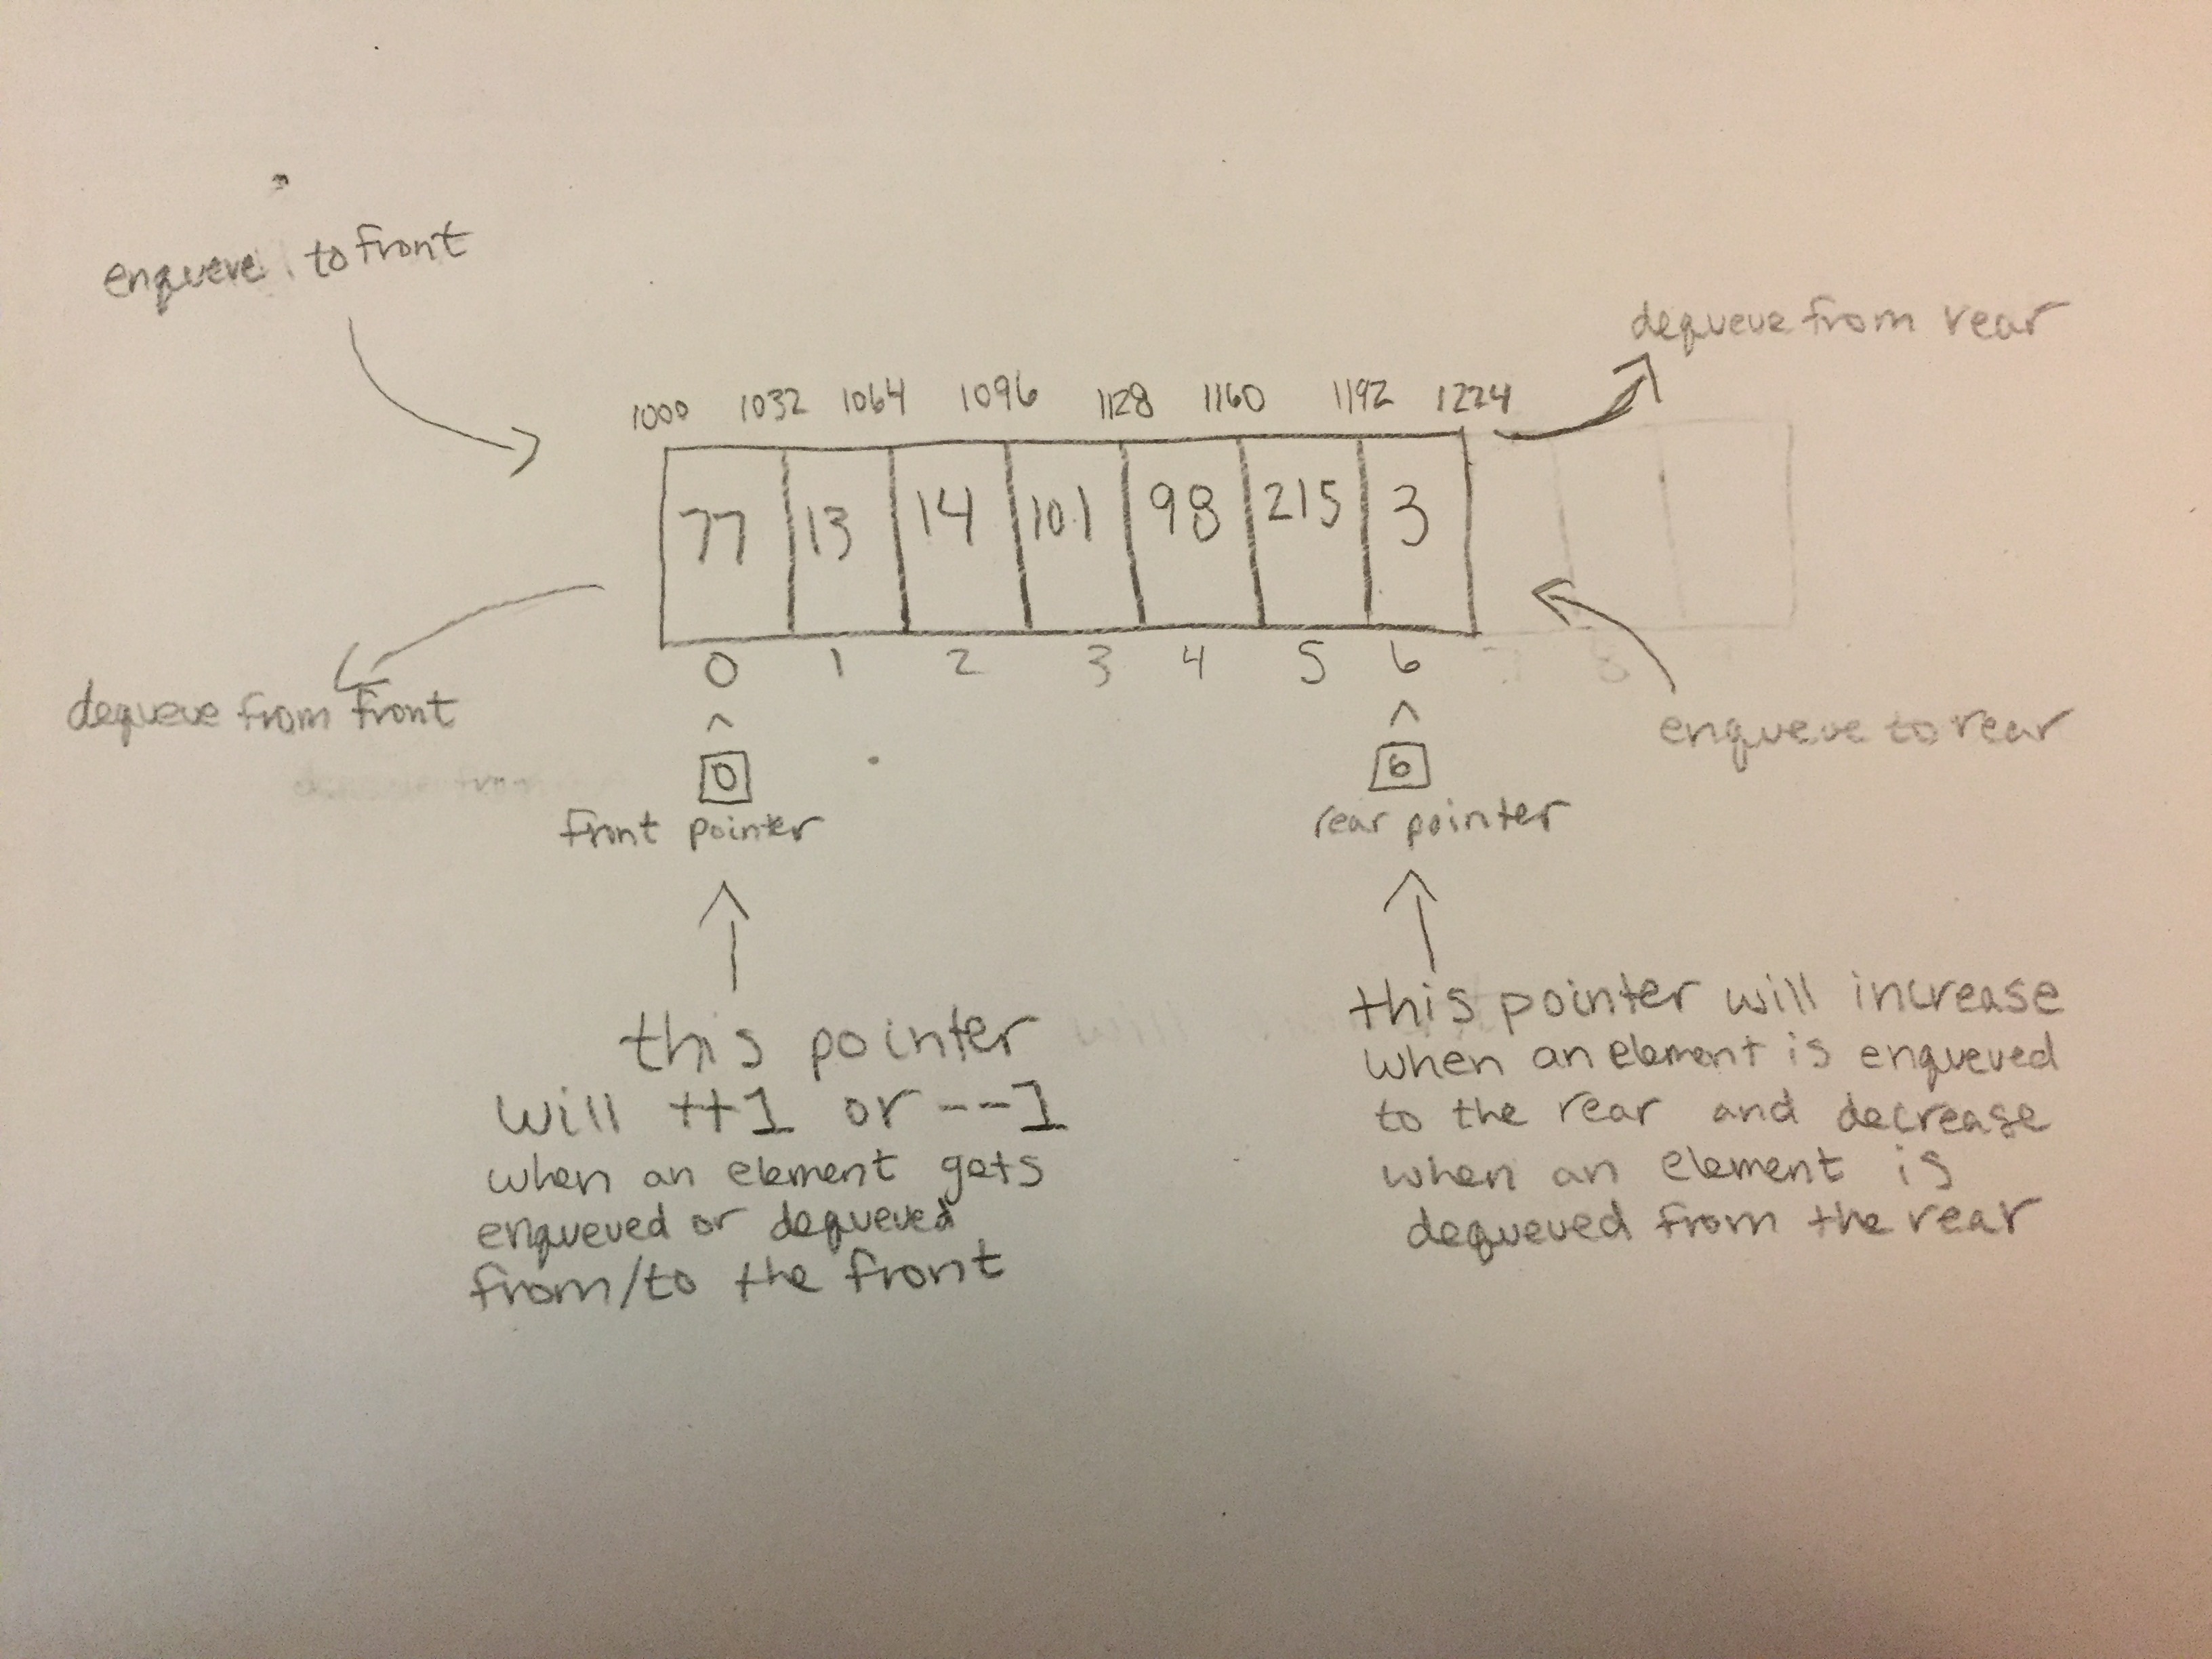 enqueue to front
dequeue from rear
1000 1032 1064 1096 1128 1160 1192 1224
77 13 14 101 98 215 3
0 1 2 3 4 5 6
^ ^
dequeue from front
enqueue to rear
0 6
front pointer
rear pointer
this pointer
will ++1 or --1
when an element gets
enqueued or dequeued
from/to the front
this pointer will increase
when an element is enqueued
to the rear and decrease
when an element is
dequeued from the rear